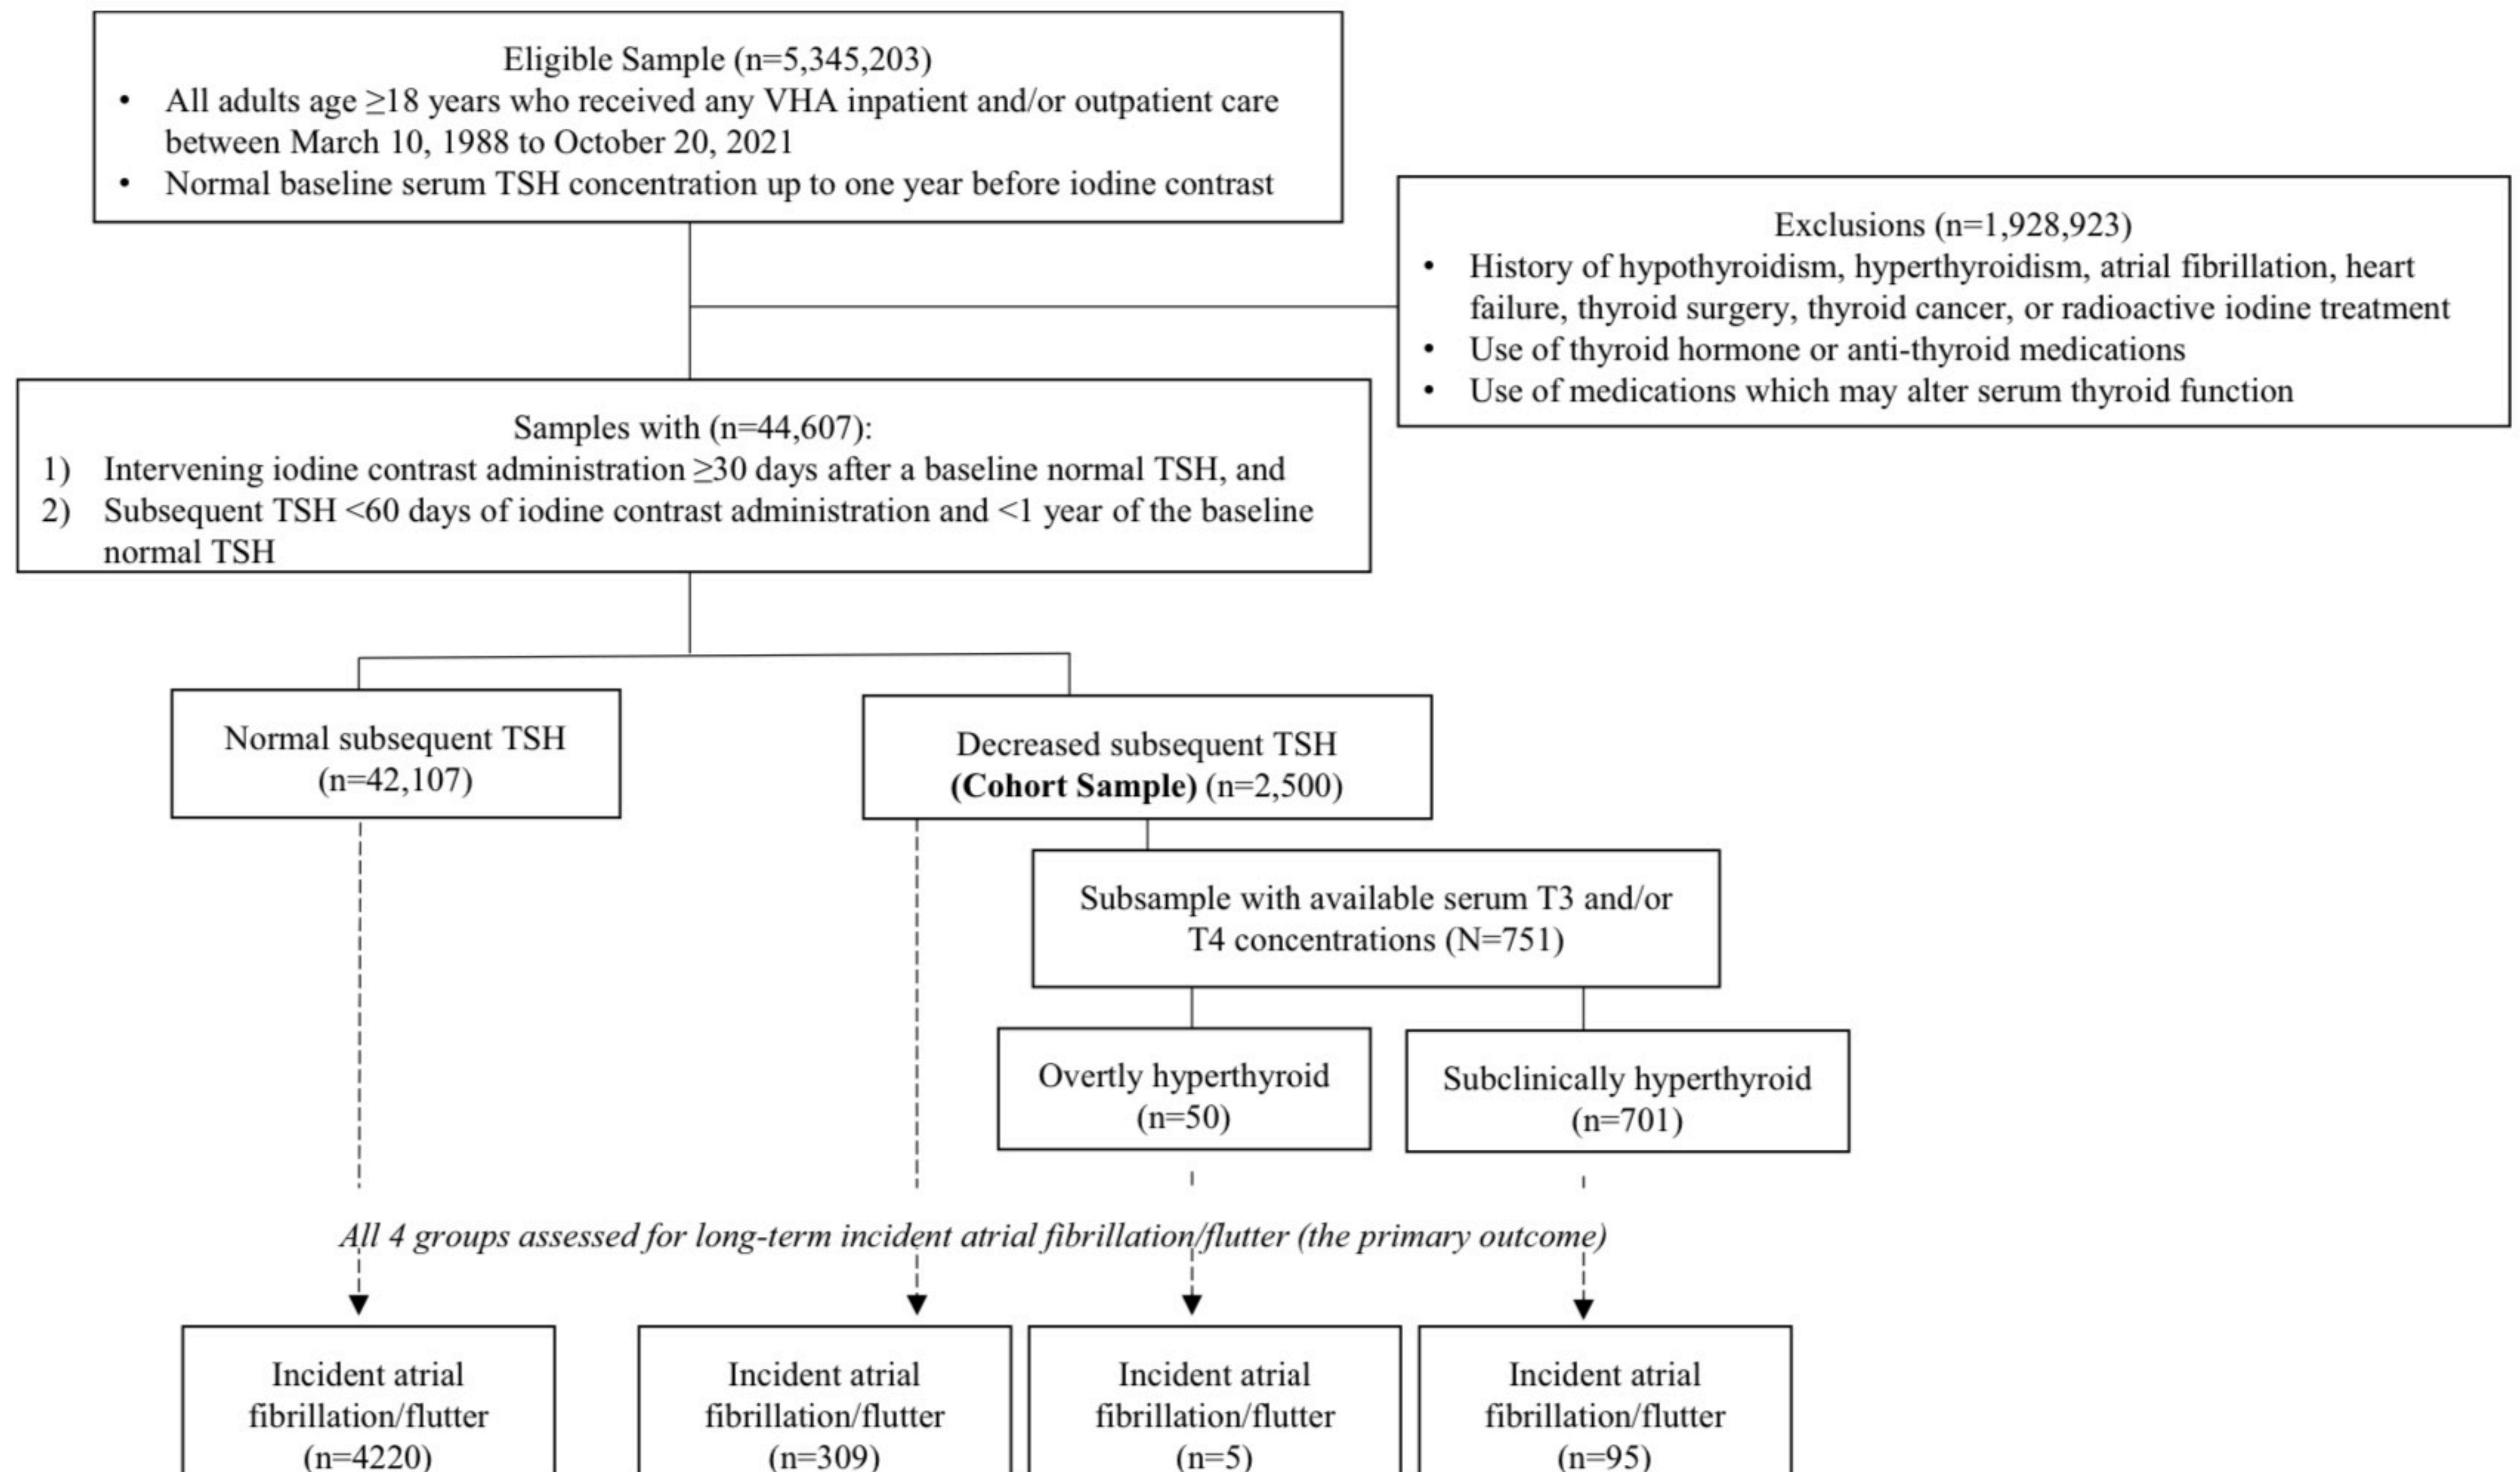 Eligible Sample (n=5,345,203)
• All adults age ≥18 years who received any VHA inpatient and/or outpatient care
between March 10, 1988 to October 20, 2021
• Normal baseline serum TSH concentration up to one year before iodine contrast
Exclusions (n=1,928,923)
• History of hypothyroidism, hyperthyroidism, atrial fibrillation, heart
failure, thyroid surgery, thyroid cancer, or radioactive iodine treatment
• Use of thyroid hormone or anti-thyroid medications
• Use of medications which may alter serum thyroid function
Samples with (n=44,607):
1) Intervening iodine contrast administration ≥30 days after a baseline normal TSH, and
2) Subsequent TSH <60 days of iodine contrast administration and <1 year of the baseline
normal TSH
Normal subsequent TSH
(n=42,107)
Decreased subsequent TSH
(Cohort Sample) (n=2,500)
Subsample with available serum T3 and/or
T4 concentrations (N=751)
Overtly hyperthyroid
(n=50)
Subclinically hyperthyroid
(n=701)
All 4 groups assessed for long-term incident atrial fibrillation/flutter (the primary outcome)
Incident atrial
fibrillation/flutter
(n=4220)
Incident atrial
fibrillation/flutter
(n=309)
Incident atrial
fibrillation/flutter
(n=5)
Incident atrial
fibrillation/flutter
(n=95)